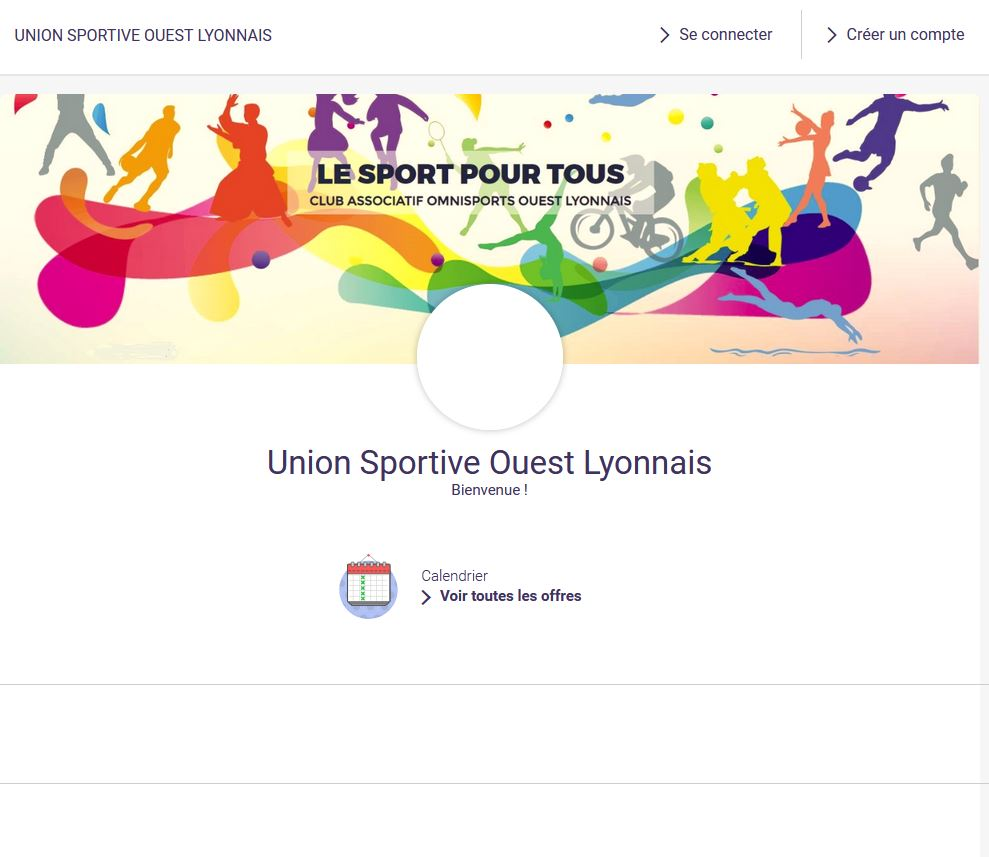 UNION SPORTIVE OUEST LYONNAIS
Se connecter
Créer un compte
LE SPORT POUR TOUS
CLUB ASSOCIATIF OMNISPORTS OUEST LYONNAIS
Union Sportive Ouest Lyonnais
Bienvenue !
Calendrier
Voir toutes les offres